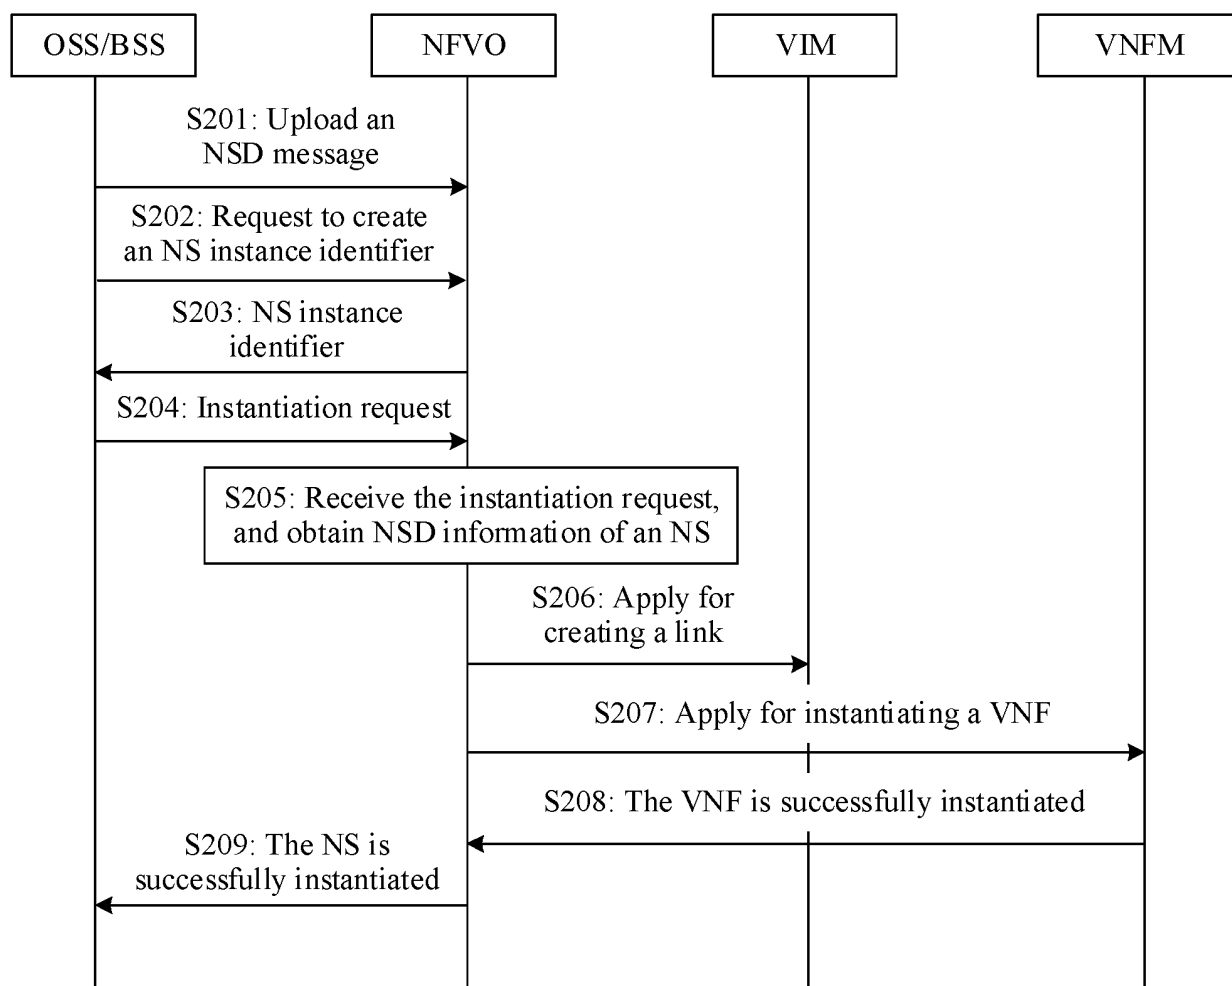 OSS/BSS
NFVO
VIM
VNFM
S201: Upload an
NSD message
S202: Request to create
an NS instance identifier
S203: NS instance
identifier
S204: Instantiation request
S205: Receive the instantiation request,
and obtain NSD information of an NS
S206: Apply for
creating a link
S207: Apply for instantiating a VNF
S208: The VNF is successfully instantiated
S209: The NS is
successfully instantiated